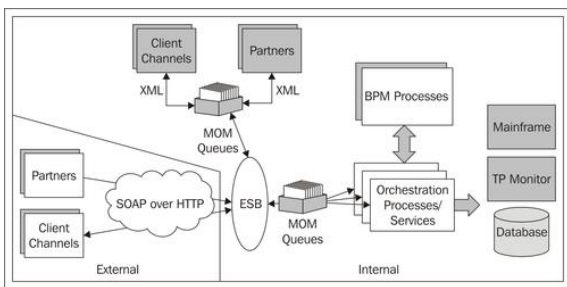 Client
Channels
Partners
XML
XML
MOM
Queues
BPM Processes
Mainframe
TP Monitor
Database
Partners
Client
Channels
SOAP over HTTP
ESB
MOM
Queues
Orchestration
Processes/
Services
External
Internal